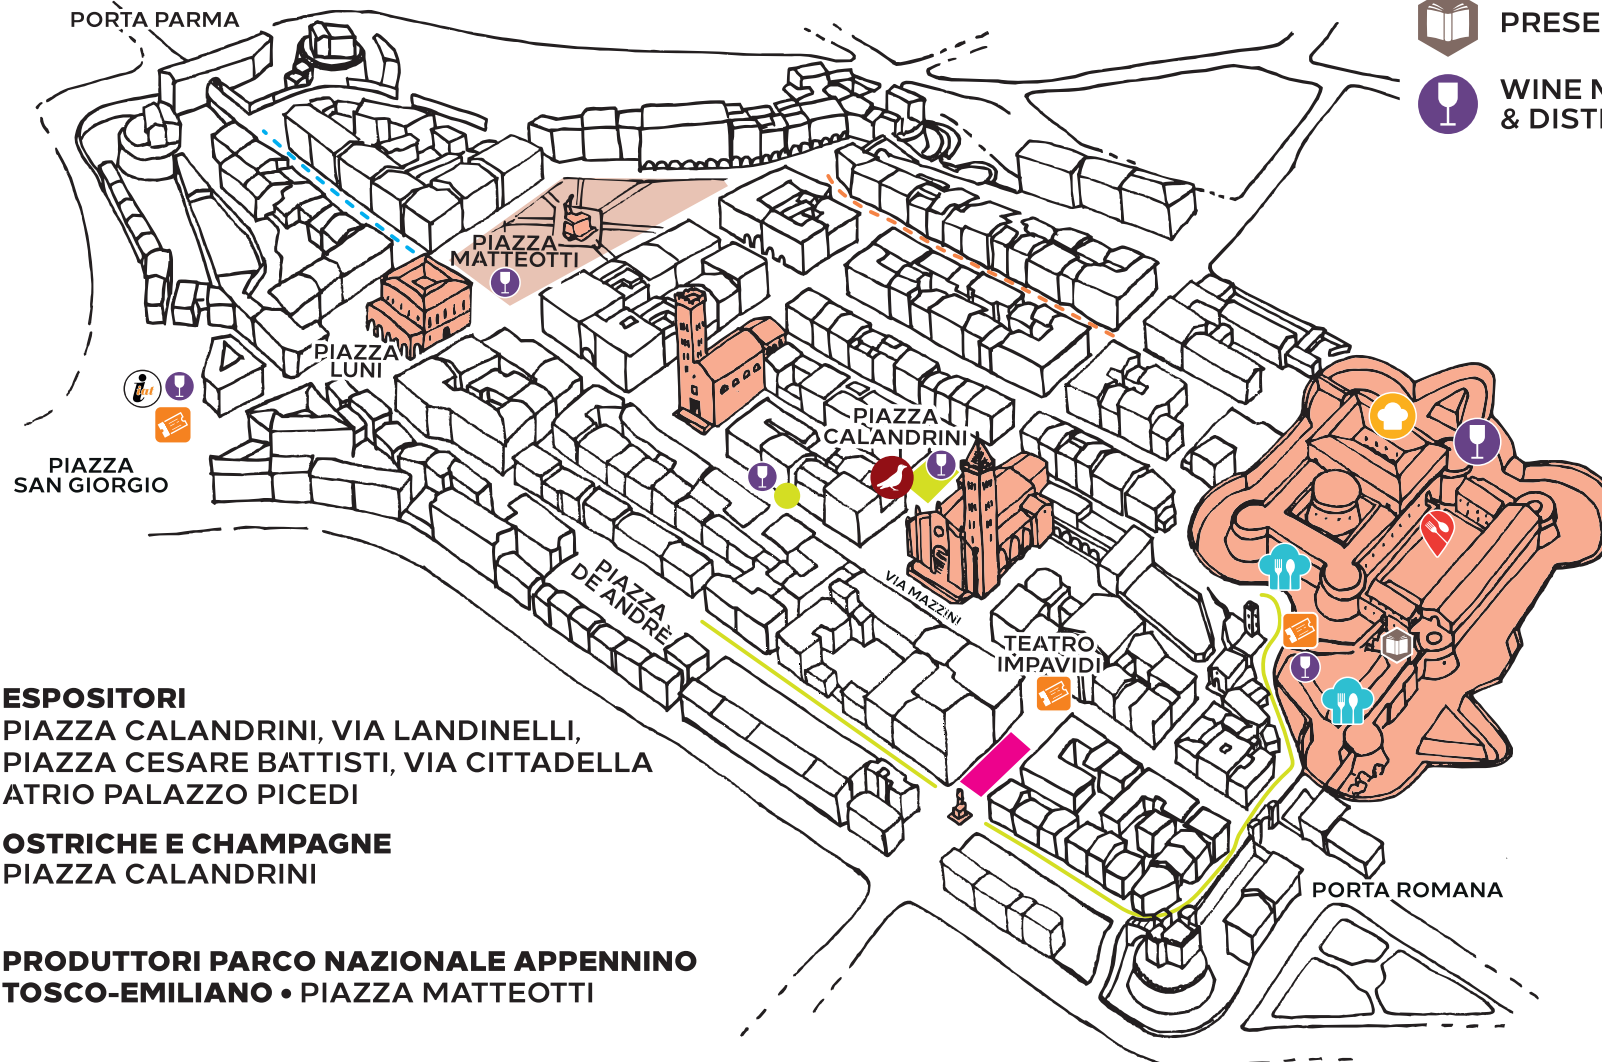 PORTA PARMA
PRESE
WINE M
& DISTI
PIAZZA
MATTEOTTI
PIAZZA
LUNI
iat
PIAZZA
CALANDRINI
PIAZZA
SAN GIORGIO
PIAZZA
DE ANDRÈ
VIA MAZZINI
TEATRO
IMPAVIDI
ESPOSITORI
PIAZZA CALANDRINI, VIA LANDINELLI,
PIAZZA CESARE BATTISTI, VIA CITTADELLA
ATRIO PALAZZO PICEDI
OSTRICHE E CHAMPAGNE
PIAZZA CALANDRINI
PORTA ROMANA
PRODUTTORI PARCO NAZIONALE APPENNINO
TOSCO-EMILIANO • PIAZZA MATTEOTTI